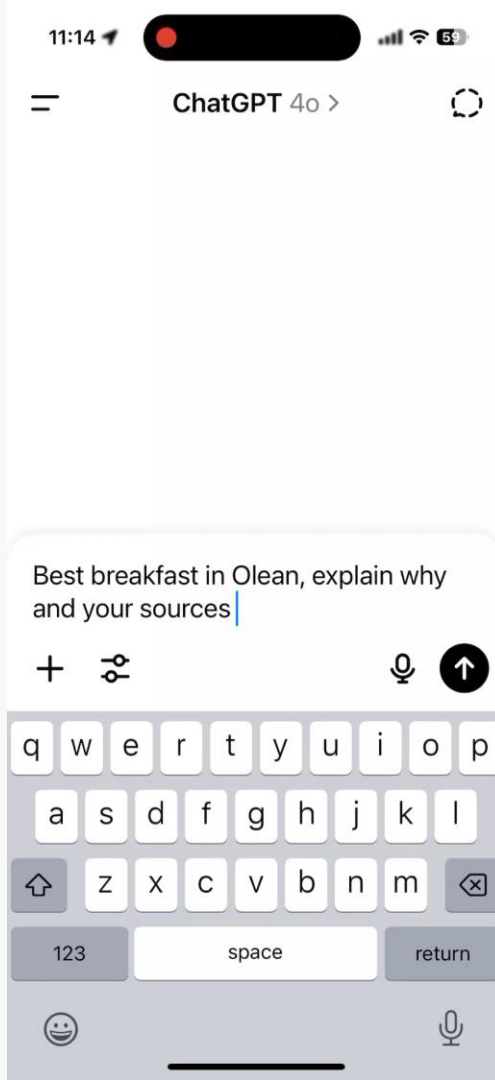 11:14
59
ChatGPT 4o >
Best breakfast in Olean, explain why
and your sources
q w e r t y u i o p
a s d f g h j k l
z x c v b n m
123 space return